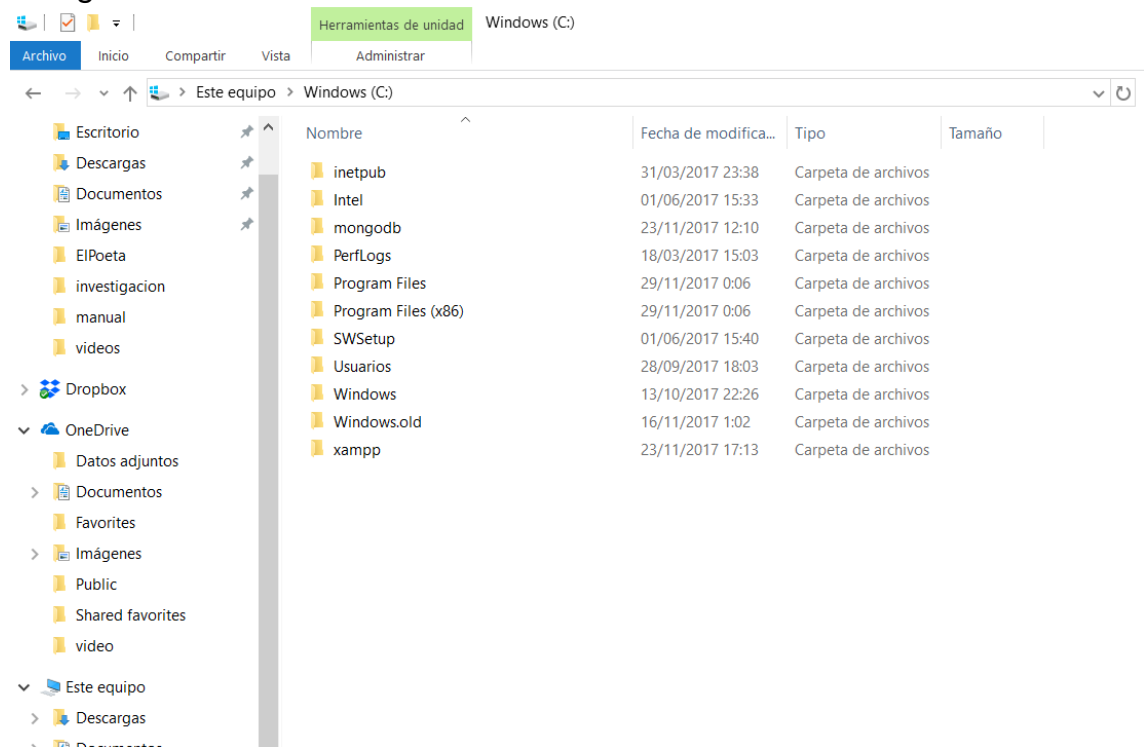 Herramientas de unidad Windows (C:)
Archivo Inicio Compartir Vista Administrar
Este equipo > Windows (C:)
Escritorio
Descargas
Documentos
Imágenes
ElPoeta
investigacion
manual
videos
Dropbox
OneDrive
Datos adjuntos
Documentos
Favorites
Imágenes
Public
Shared favorites
video
Este equipo
Descargas
Documentos
Nombre Fecha de modifica... Tipo Tamaño
inetpub 31/03/2017 23:38 Carpeta de archivos
Intel 01/06/2017 15:33 Carpeta de archivos
mongodb 23/11/2017 12:10 Carpeta de archivos
PerfLogs 18/03/2017 15:03 Carpeta de archivos
Program Files 29/11/2017 0:06 Carpeta de archivos
Program Files (x86) 29/11/2017 0:06 Carpeta de archivos
SWSetup 01/06/2017 15:40 Carpeta de archivos
Usuarios 28/09/2017 18:03 Carpeta de archivos
Windows 13/10/2017 22:26 Carpeta de archivos
Windows.old 16/11/2017 1:02 Carpeta de archivos
xampp 23/11/2017 17:13 Carpeta de archivos